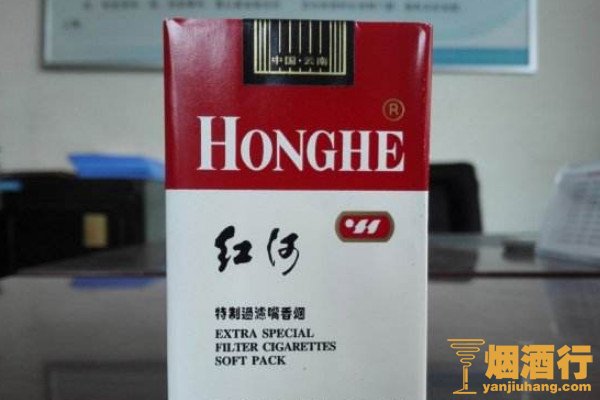 中国·云南
HONGHE®
红河
特制過滤嘴香烟
EXTRA SPECIAL
FILTER CIGARETTES
SOFT PACK
烟酒行
yanjiuhang.com